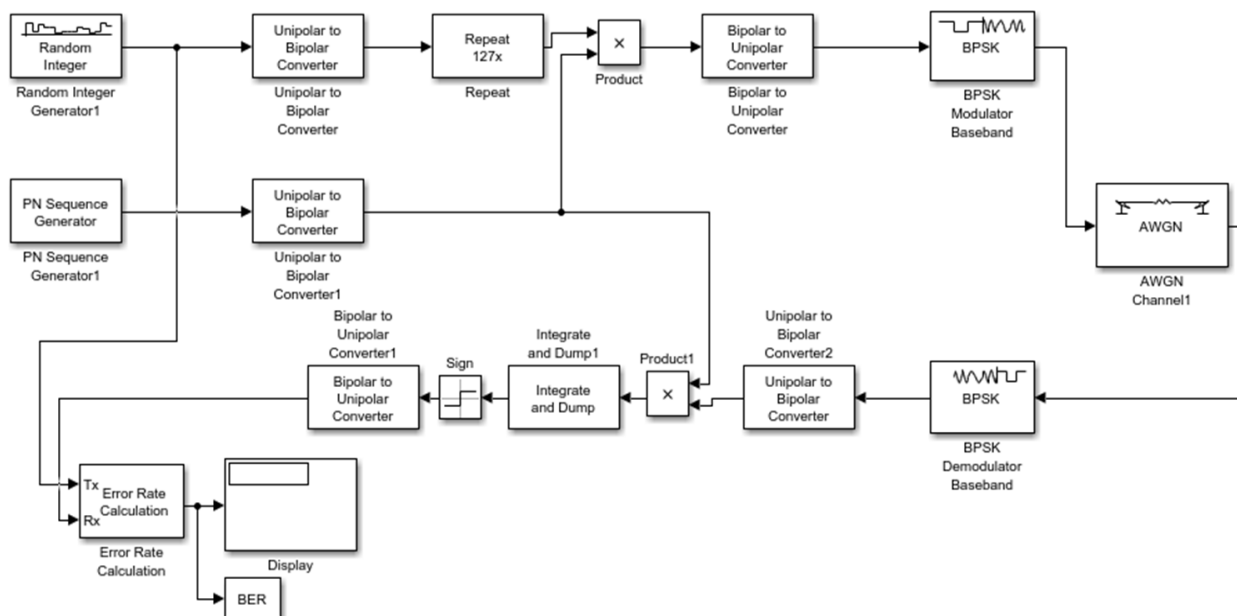 Random
Integer
Random Integer
Generator1
Unipolar to
Bipolar
Converter
Unipolar to
Bipolar
Converter
Repeat
127x
Repeat
×
Product
Bipolar to
Unipolar
Converter
Bipolar to
Unipolar
Converter
BPSK
BPSK
Modulator
Baseband
PN Sequence
Generator
PN Sequence
Generator1
Unipolar to
Bipolar
Converter
Unipolar to
Bipolar
Converter1
AWGN
AWGN
Channel1
Bipolar to
Unipolar
Converter1
Bipolar to
Unipolar
Converter
Sign
Integrate
and Dump1
Integrate
and Dump
Product1
×
Unipolar to
Bipolar
Converter2
Unipolar to
Bipolar
Converter
BPSK
BPSK
Demodulator
Baseband
Tx
Rx
Error Rate
Calculation
Error Rate
Calculation
Display
BER